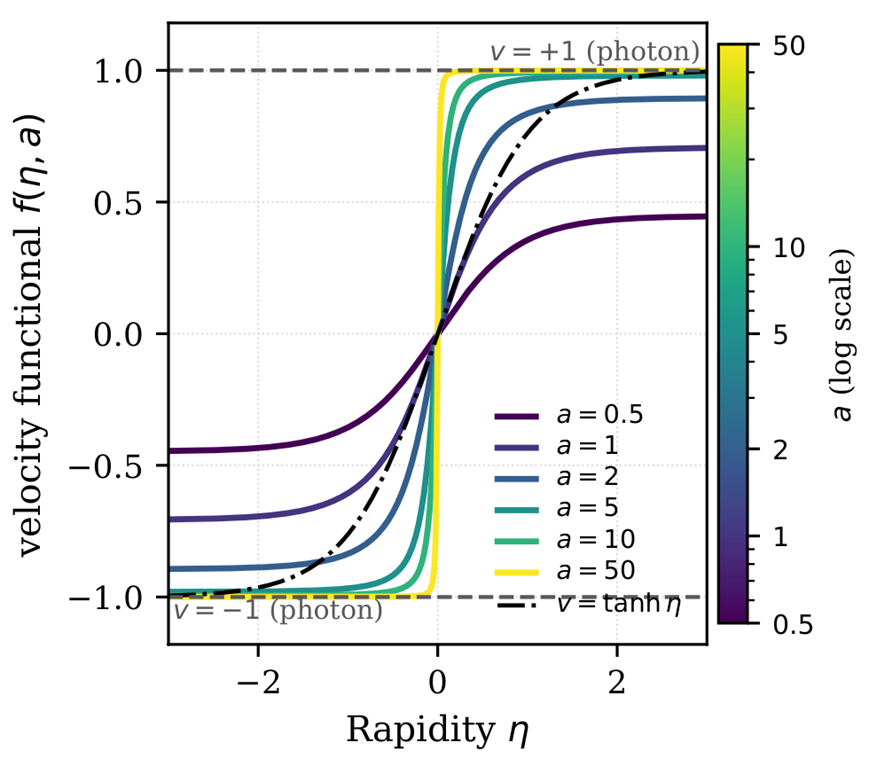 v = +1 (photon)
1.0
0.5
0.0
−0.5
−1.0
velocity functional f(η, a)
a = 0.5
a = 1
a = 2
a = 5
a = 10
a = 50
v = tanh η
v = −1 (photon)
−2
0
2
Rapidity η
50
10
5
2
1
0.5
a (log scale)